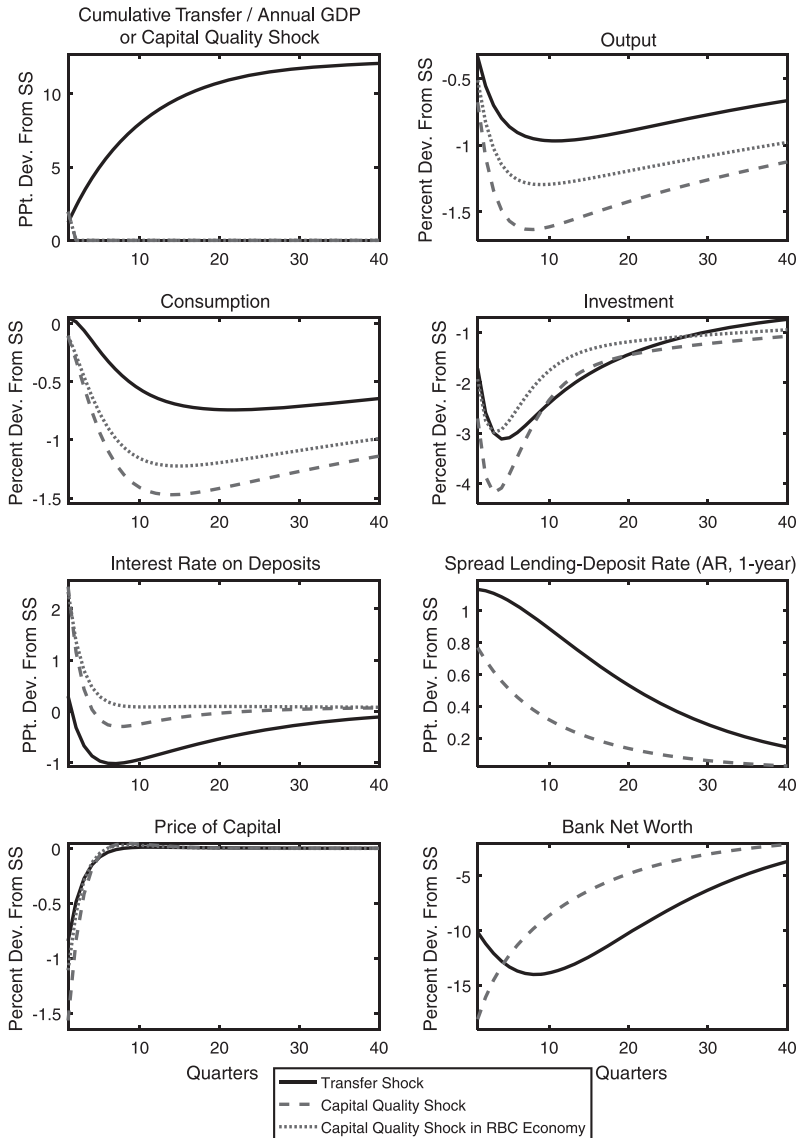 Cumulative Transfer / Annual GDP
or Capital Quality Shock
Output
PPt. Dev. From SS
10
5
0
10
20
30
40
Percent Dev. From SS
-0.5
-1
-1.5
10
20
30
40
Consumption
Investment
Percent Dev. From SS
0
-0.5
-1
-1.5
10
20
30
40
Percent Dev. From SS
-1
-2
-3
-4
10
20
30
40
Interest Rate on Deposits
Spread Lending-Deposit Rate (AR, 1-year)
PPt. Dev. From SS
2
1
0
-1
10
20
30
40
PPt. Dev. From SS
1
0.8
0.6
0.4
0.2
10
20
30
40
Price of Capital
Bank Net Worth
Percent Dev. From SS
0
-0.5
-1
-1.5
10
20
30
40
Quarters
Percent Dev. From SS
-5
-10
-15
10
20
30
40
Quarters
Transfer Shock
Capital Quality Shock
Capital Quality Shock in RBC Economy